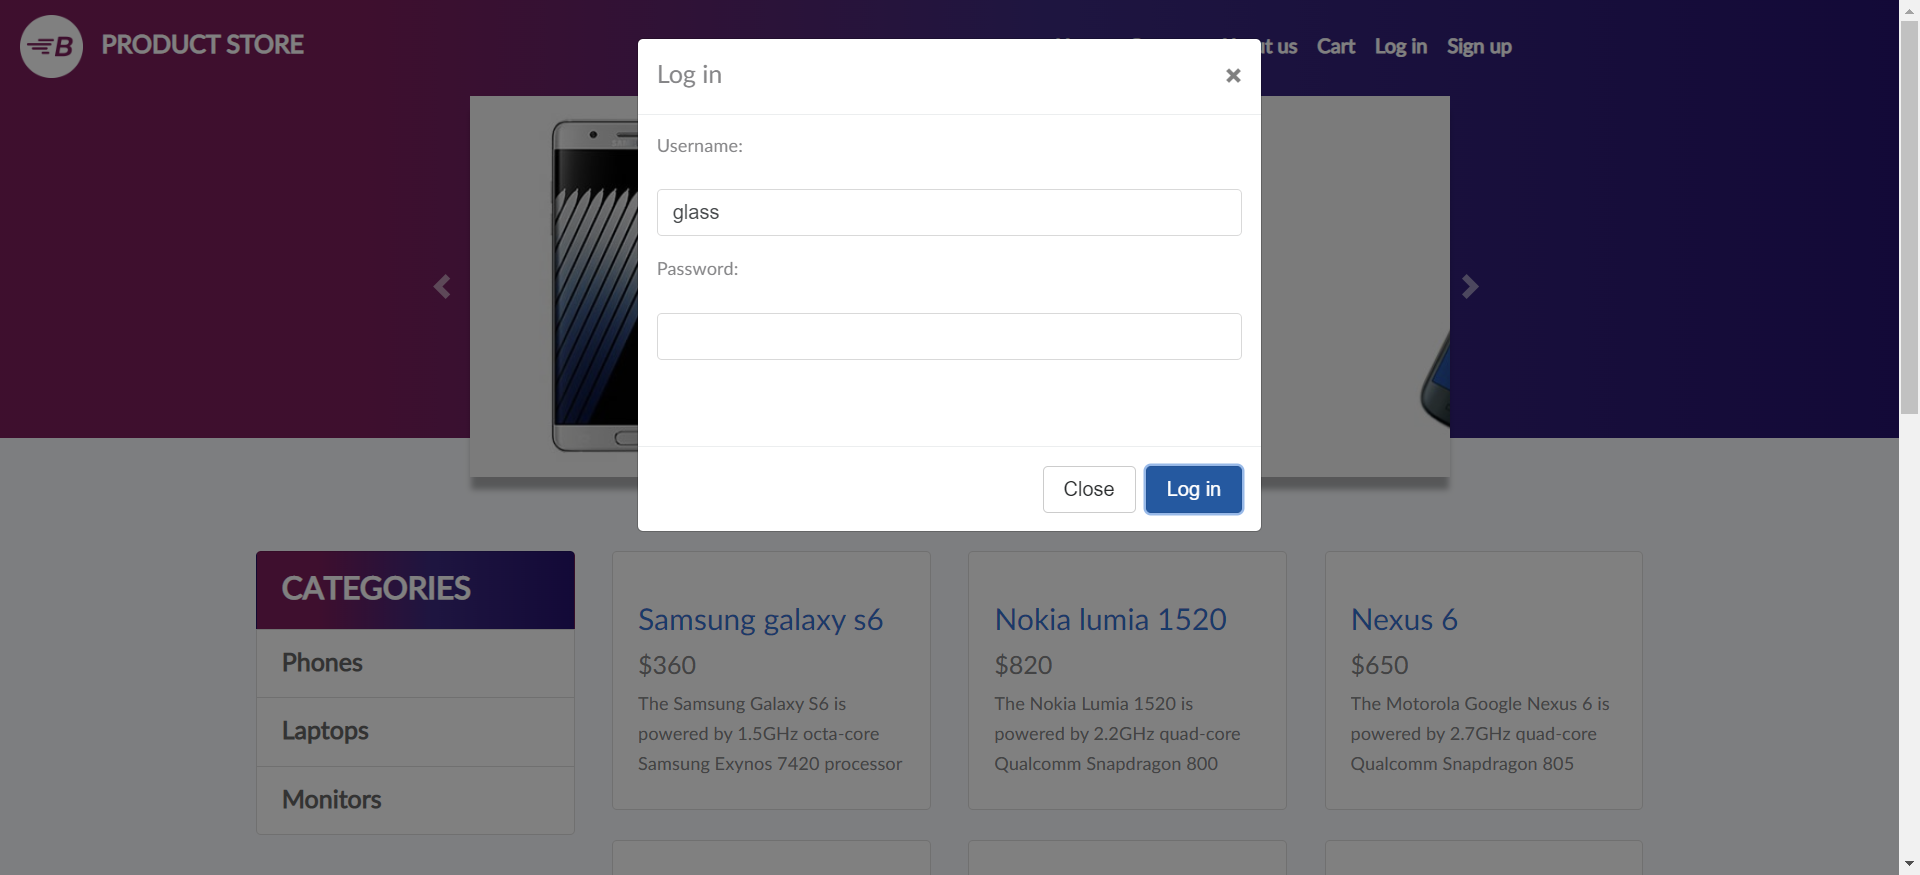 B PRODUCT STORE
t us Cart Log in Sign up
Log in
Username:
glass
Password:
Close Log in
CATEGORIES
Phones
Laptops
Monitors
Samsung galaxy s6
$360
The Samsung Galaxy S6 is
powered by 1.5GHz octa-core
Samsung Exynos 7420 processor
Nokia lumia 1520
$820
The Nokia Lumia 1520 is
powered by 2.2GHz quad-core
Qualcomm Snapdragon 800
Nexus 6
$650
The Motorola Google Nexus 6 is
powered by 2.7GHz quad-core
Qualcomm Snapdragon 805